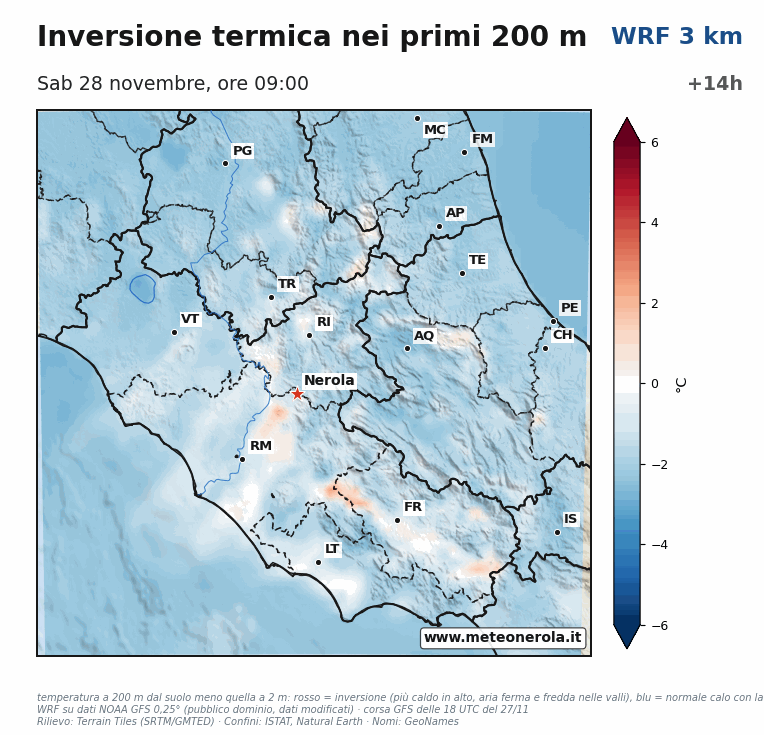 Inversione termica nei primi 200 m WRF 3 km
Sab 28 novembre, ore 09:00 +14h
MC
FM
PG
AP
TE
TR
PE
VT
RI
AQ
CH
Nerola
RM
FR
IS
LT
www.meteonerola.it
6
4
2
0
−2
−4
−6
°C
temperatura a 200 m dal suolo meno quella a 2 m: rosso = inversione (più caldo in alto, aria ferma e fredda nelle valli), blu = normale calo con la
WRF su dati NOAA GFS 0,25° (pubblico dominio, dati modificati) · corsa GFS delle 18 UTC del 27/11
Rilievo: Terrain Tiles (SRTM/GMTED) · Confini: ISTAT, Natural Earth · Nomi: GeoNames